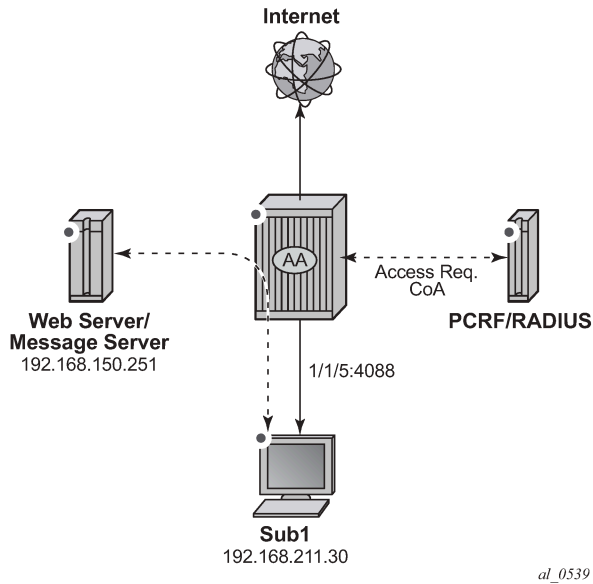 Internet
AA
Access Req.
CoA
Web Server/
Message Server
192.168.150.251
PCRF/RADIUS
1/1/5:4088
Sub1
192.168.211.30
al_0539